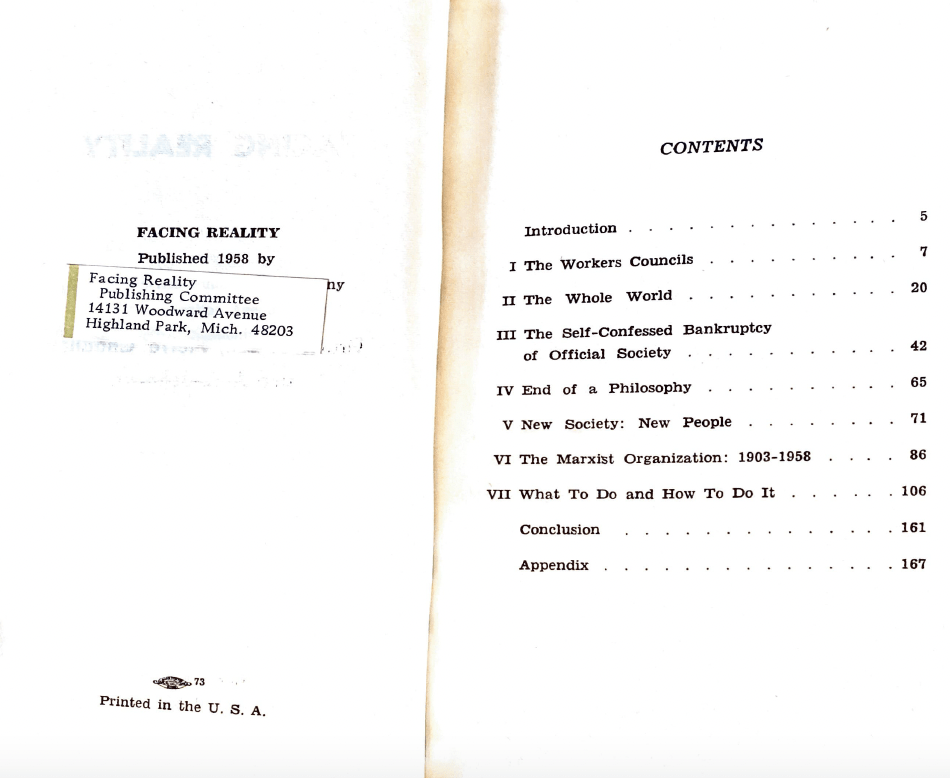 FACING REALITY
Published 1958 by
Facing Reality
Publishing Committee
14131 Woodward Avenue
Highland Park, Mich. 48203
ny
73
Printed in the U. S. A.
CONTENTS
Introduction . . . . . . . . . . . . . . 5
I The Workers Councils . . . . . . . . . . 7
II The Whole World . . . . . . . . . . . 20
III The Self-Confessed Bankruptcy
of Official Society . . . . . . . . . . . 42
IV End of a Philosophy . . . . . . . . . . 65
V New Society: New People . . . . . . . . 71
VI The Marxist Organization: 1903-1958 . . . . 86
VII What To Do and How To Do It . . . . . . 106
Conclusion . . . . . . . . . . . . . . 161
Appendix . . . . . . . . . . . . . . . 167